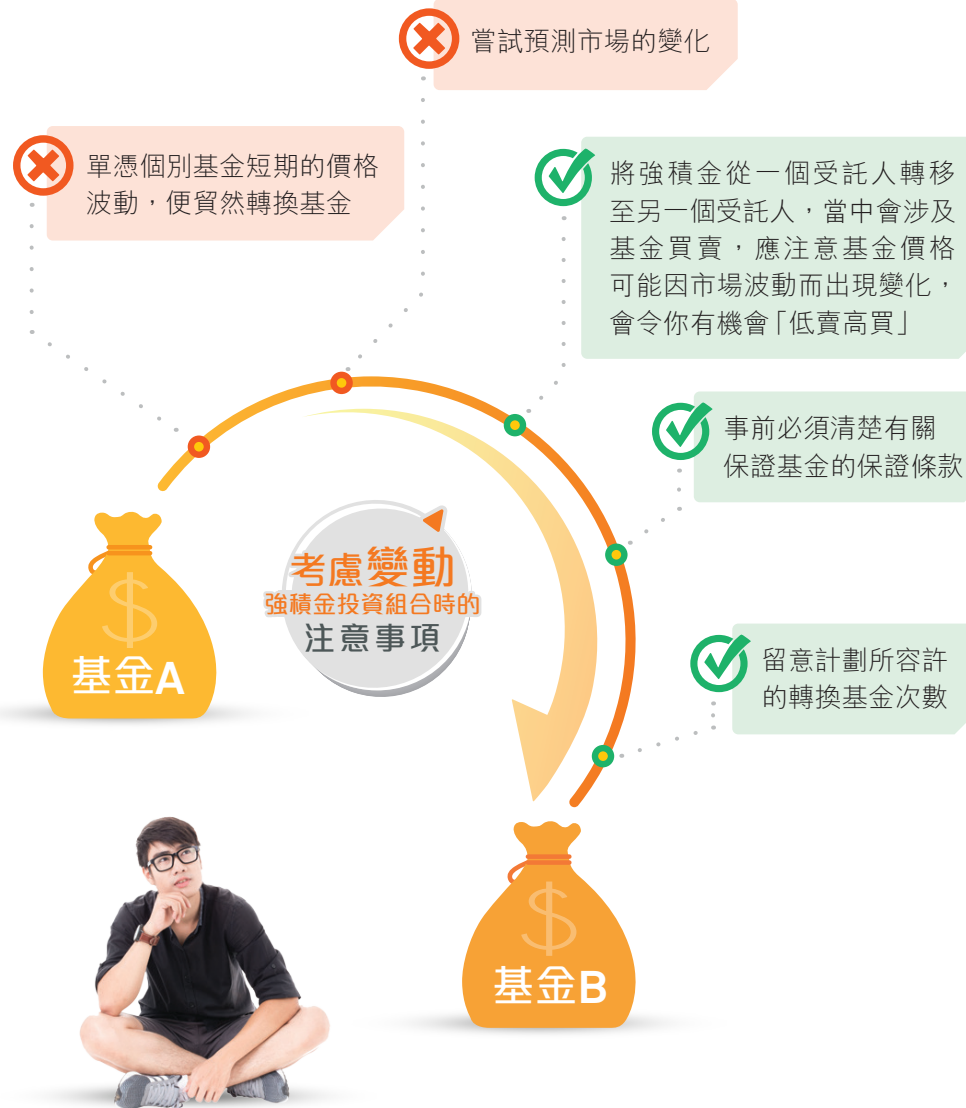 嘗試預測市場的變化
單憑個別基金短期的價格
波動，便貿然轉換基金
將強積金從一個受託人轉移
至另一個受託人，當中會涉及
基金買賣，應注意基金價格
可能因市場波動而出現變化，
會令你有機會「低賣高買」
事前必須清楚有關
保證基金的保證條款
考慮變動
強積金投資組合時的
注意事項
留意計劃所容許
的轉換基金次數
$
基金A
$
基金B